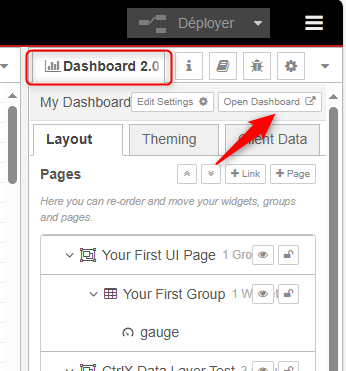 Déployer
Dashboard 2.0
My Dashboard Edit Settings Open Dashboard
Layout Theming Client Data
Pages Link Page
Here you can re-order and move your widgets, groups
and pages.
Your First UI Page 1 Gro
Your First Group 1 W
gauge
CtrlX Data Layer Test